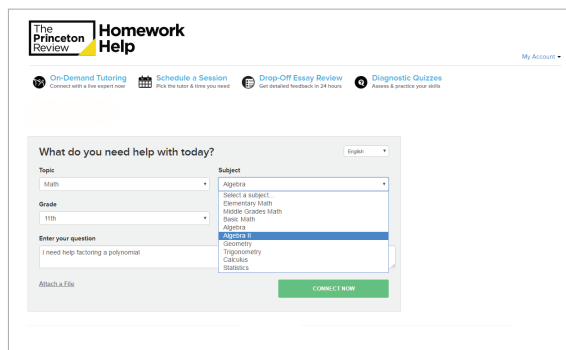 The
Princeton
Review
Homework
Help
My Account
On-Demand Tutoring
Connect with a live expert now
Schedule a Session
Pick the tutor & time you need
Drop-Off Essay Review
Get detailed feedback in 24 hours
Diagnostic Quizzes
Assess & practice your skills
What do you need help with today?
English
Topic
Math
Subject
Algebra
Select a subject...
Elementary Math
Middle Grades Math
Basic Math
Algebra
Algebra II
Geometry
Trigonometry
Calculus
Statistics
Grade
11th
Enter your question
I need help factoring a polynomial
Attach a File
CONNECT NOW